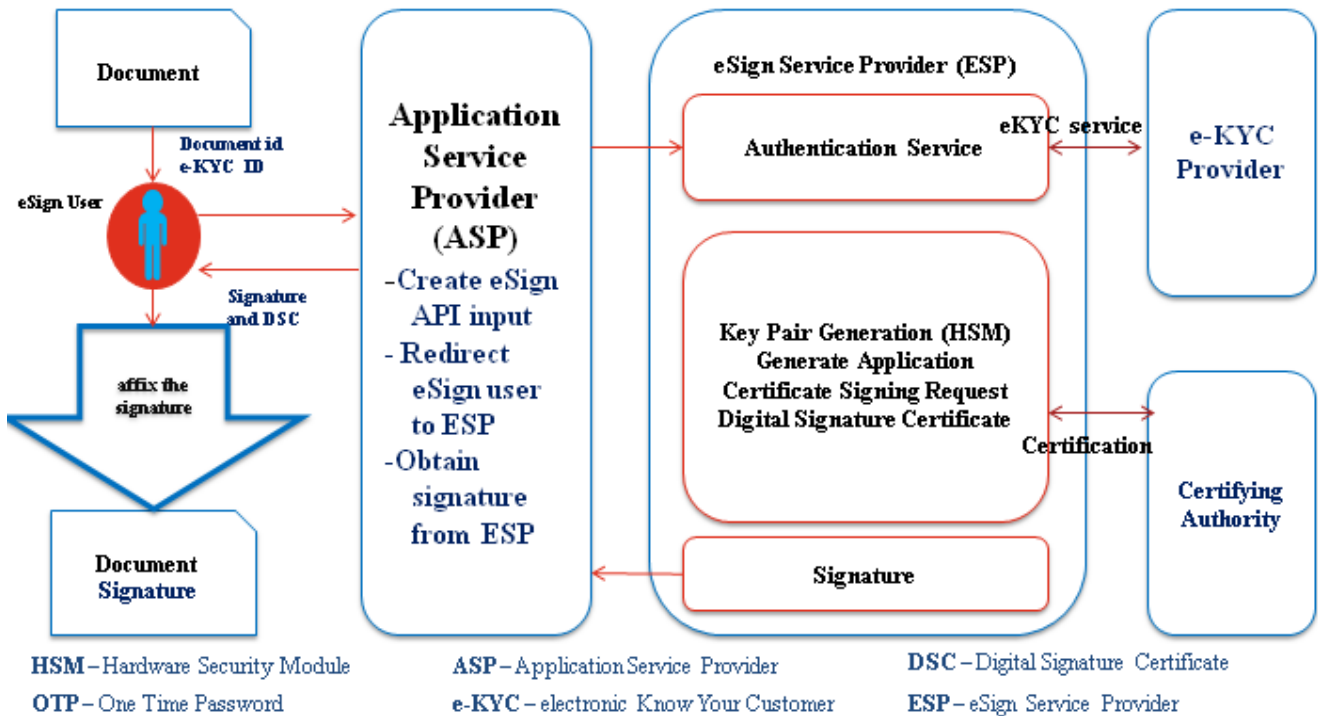 Document
Document id
e-KYC ID
eSign User
Signature
and DSC
affix the
signature
Document
Signature
Application
Service
Provider
(ASP)
-Create eSign
API input
- Redirect
eSign user
to ESP
-Obtain
signature
from ESP
eSign Service Provider (ESP)
Authentication Service
eKYC service
Key Pair Generation (HSM)
Generate Application
Certificate Signing Request
Digital Signature Certificate
Certification
Signature
e-KYC
Provider
Certifying
Authority
HSM – Hardware Security Module
ASP – Application Service Provider
DSC – Digital Signature Certificate
OTP – One Time Password
e-KYC – electronic Know Your Customer
ESP – eSign Service Provider